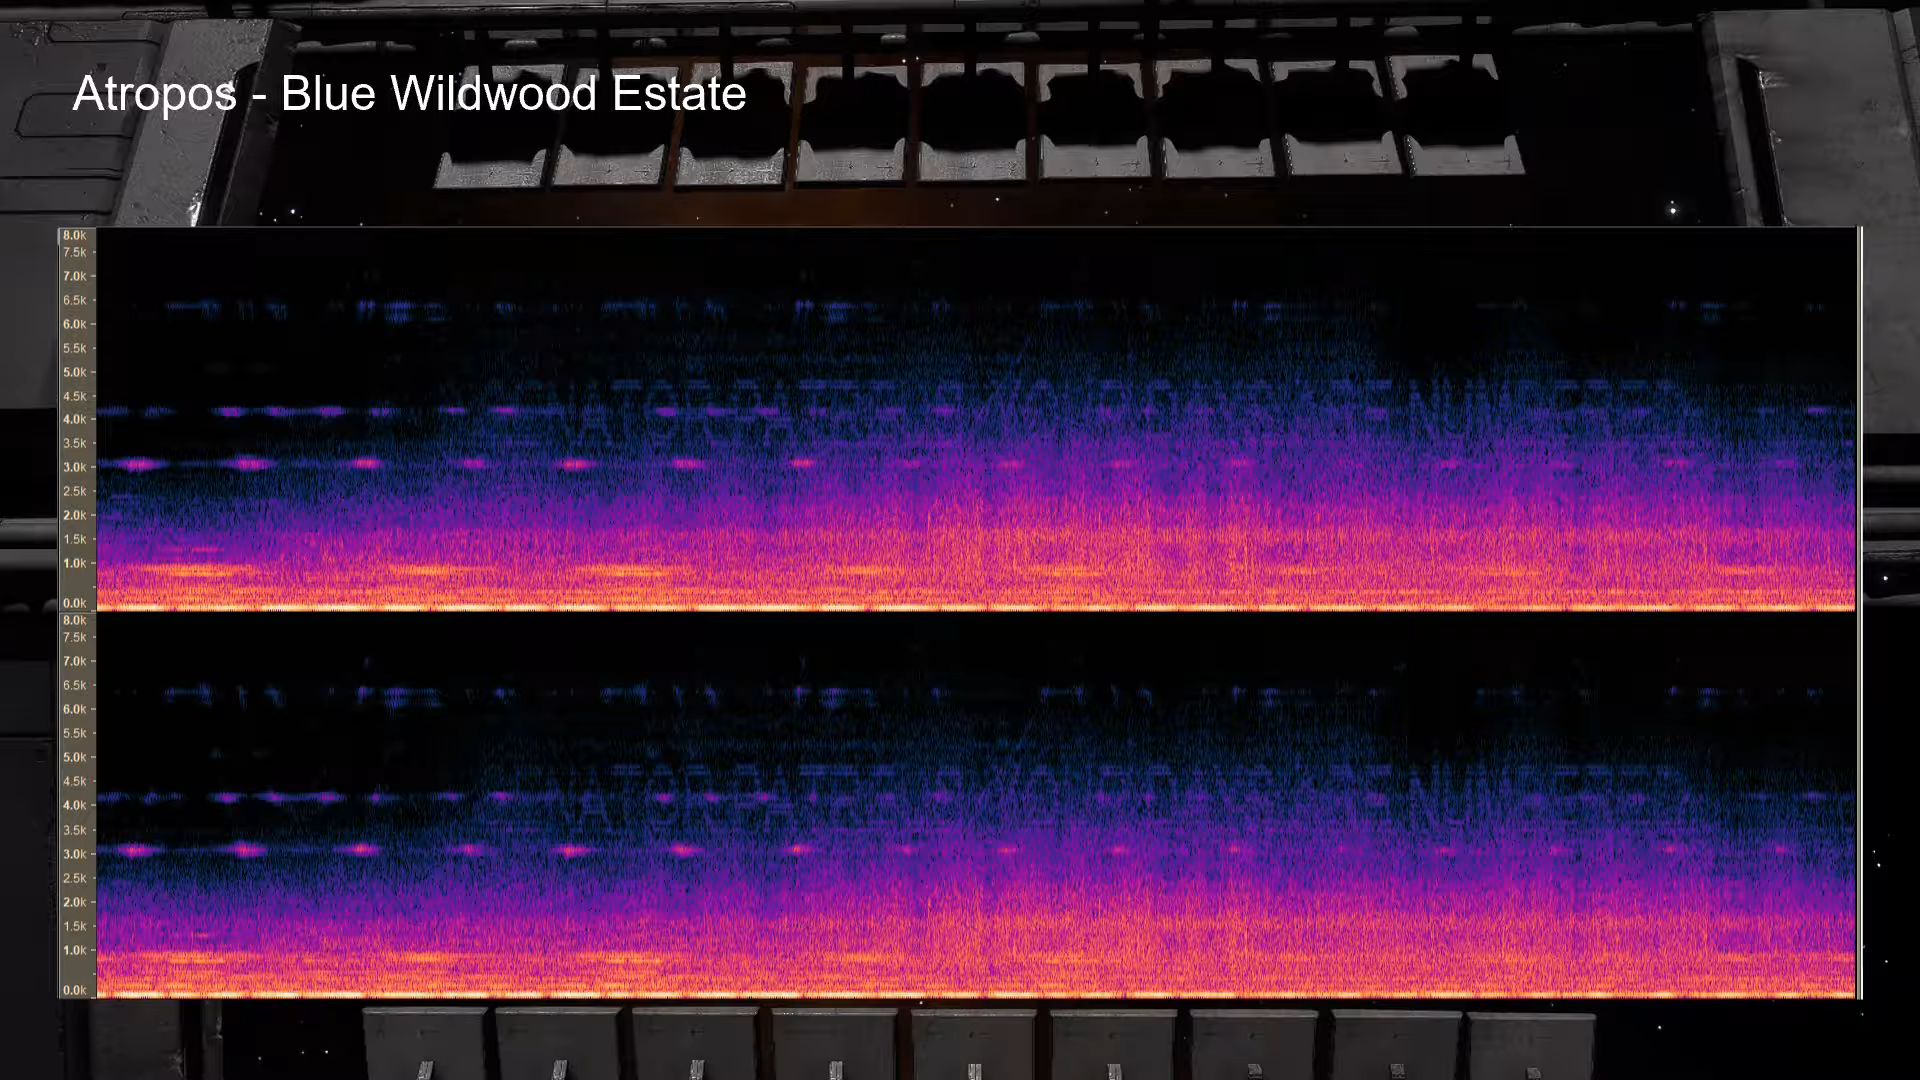 Atropos - Blue Wildwood Estate
8.0k
7.5k
7.0k
6.5k
6.0k
5.5k
5.0k
4.5k
4.0k
3.5k
3.0k
2.5k
2.0k
1.5k
1.0k
0.0k
8.0k
7.5k
7.0k
6.5k
6.0k
5.5k
5.0k
4.5k
4.0k
3.5k
3.0k
2.5k
2.0k
1.5k
1.0k
0.0k